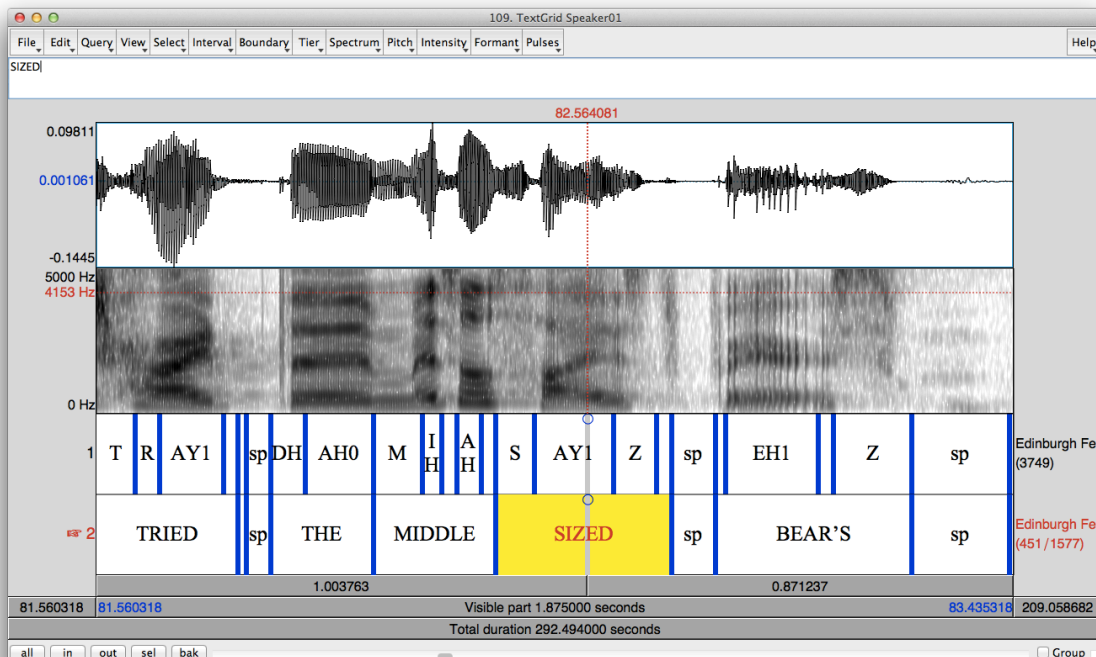 109. TextGrid Speaker01
File Edit Query View Select Interval Boundary Tier Spectrum Pitch Intensity Formant Pulses Help
SIZED
82.564081
0.09811
0.001061
-0.1445
5000 Hz
4153 Hz
0 Hz
1 T R AY1 sp DH AH0 M IH AH S AY1 Z sp EH1 Z sp Edinburgh Fe
(3749)
2 TRIED sp THE MIDDLE SIZED sp BEAR'S sp Edinburgh Fe
(451/1577)
1.003763 0.871237
81.560318 81.560318 Visible part 1.875000 seconds 83.435318 209.058682
Total duration 292.494000 seconds
all in out sel bak Group